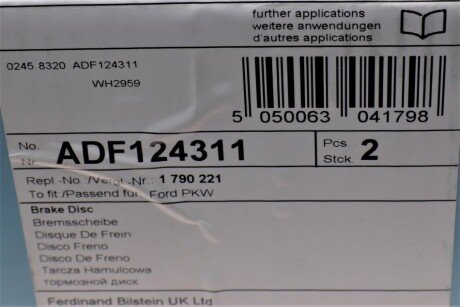 further applications
weitere anwendungen
d'autres applications
0245 8320 ADF124311
WH2959
5 050063 041798
No.
Nr. ADF124311
Pcs.
Stck. 2
Repl.-No./Vergl.-Nr.: 1 790 221
To fit/Passend für: Ford PKW
Brake Disc
Bremsscheibe
Disque De Frein
Disco Freno
Disco De Freno
Tarcza Hamulcowa
тормозной диск
Ferdinand Bilstein UK Ltd